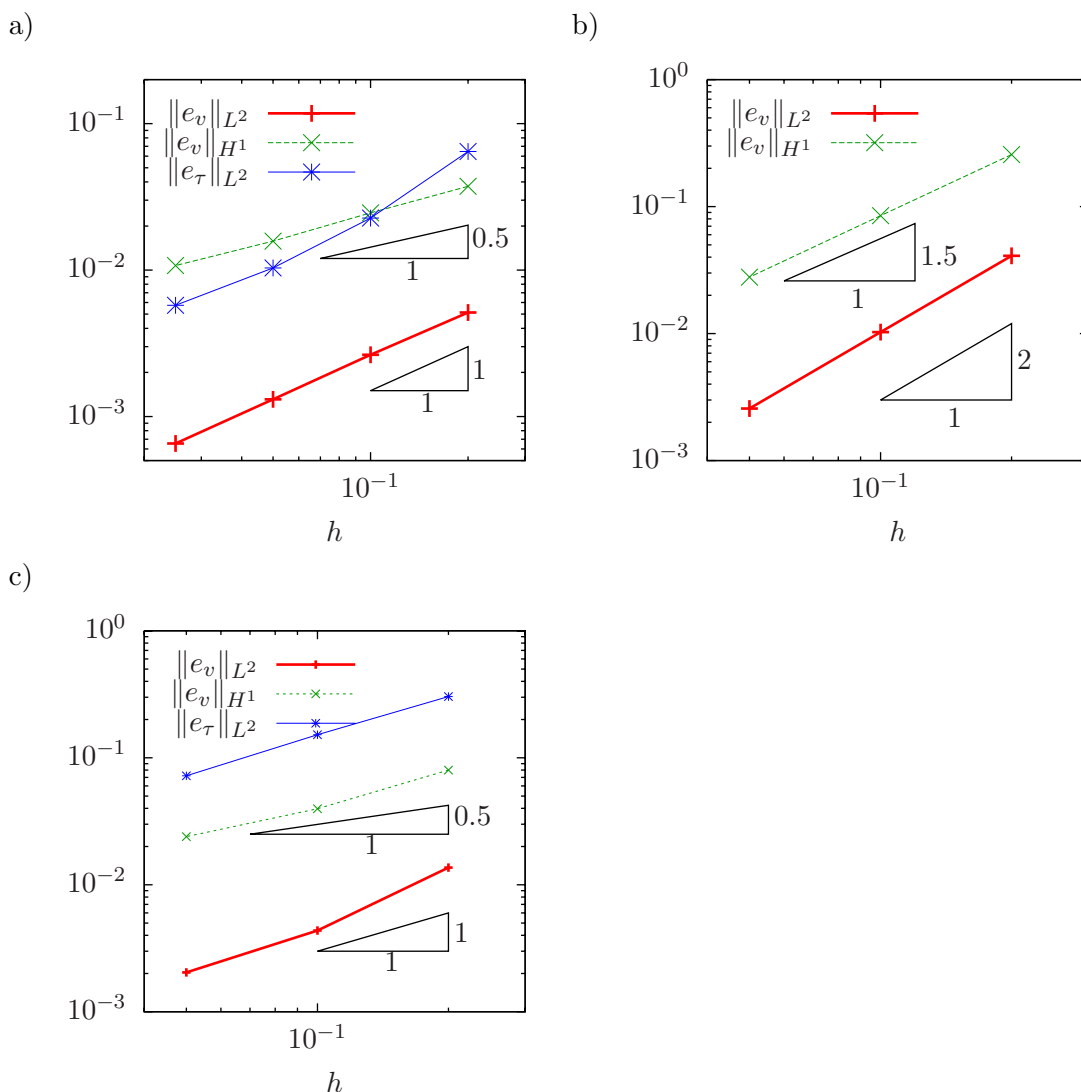 a)
10^{-1}
10^{-2}
10^{-3}
10^{-1}
h
‖e_v‖_{L^2}
‖e_v‖_{H^1}
‖e_τ‖_{L^2}
0.5
1
1
1
b)
10^0
10^{-1}
10^{-2}
10^{-3}
10^{-1}
h
‖e_v‖_{L^2}
‖e_v‖_{H^1}
1.5
1
2
1
c)
10^0
10^{-1}
10^{-2}
10^{-3}
10^{-1}
h
‖e_v‖_{L^2}
‖e_v‖_{H^1}
‖e_τ‖_{L^2}
0.5
1
1
1